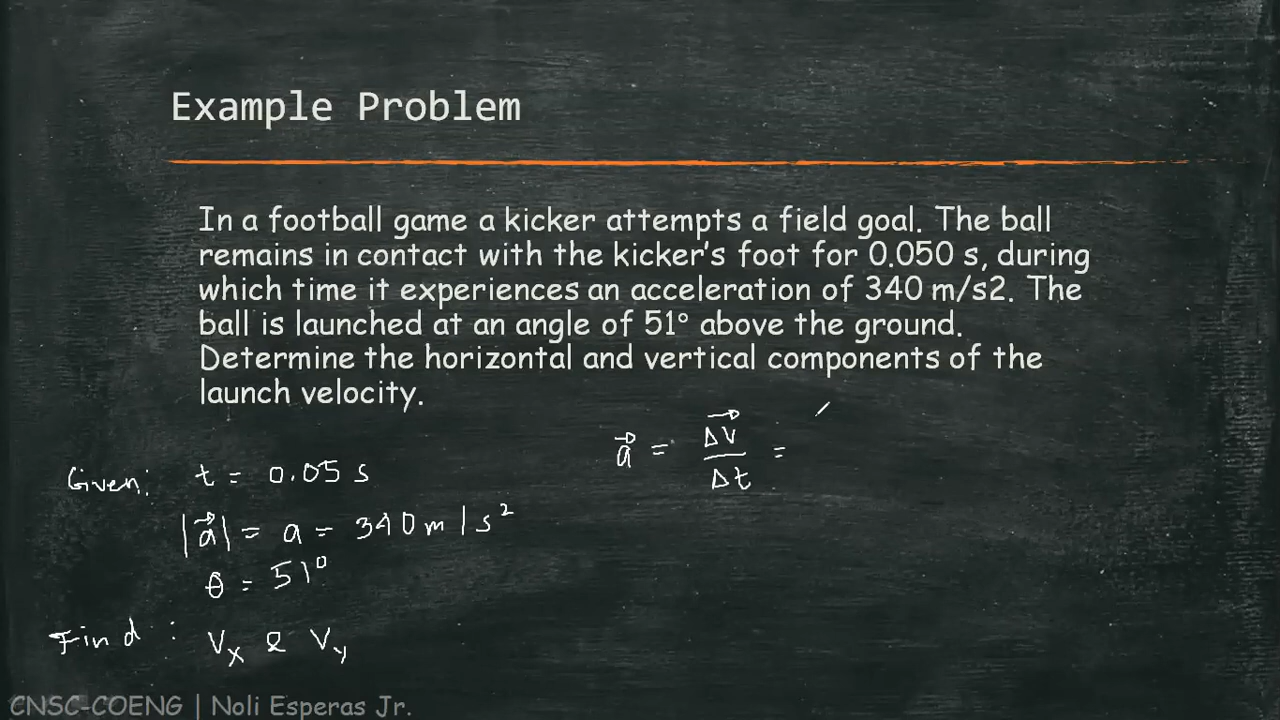 Example Problem
In a football game a kicker attempts a field goal. The ball
remains in contact with the kicker's foot for 0.050 s, during
which time it experiences an acceleration of 340 m/s2. The
ball is launched at an angle of 51° above the ground.
Determine the horizontal and vertical components of the
launch velocity.
a⃗ = Δv⃗ / Δt =
Given: t = 0.05 s
|a⃗| = a = 340 m/s²
θ = 51°
Find: Vx & Vy
CNSC-COENG | Noli Esperas Jr.